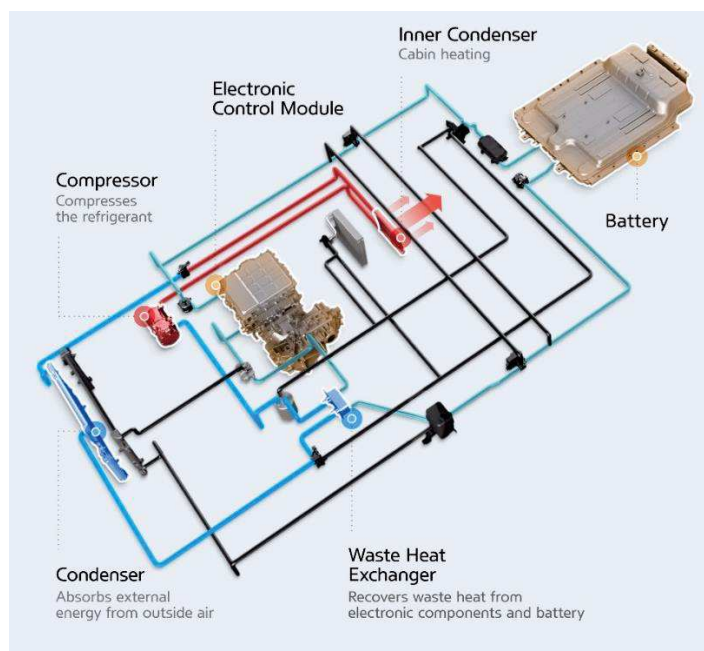 Inner Condenser
Cabin heating
Electronic
Control Module
Compressor
Compresses
the refrigerant
Battery
Condenser
Absorbs external
energy from outside air
Waste Heat
Exchanger
Recovers waste heat from
electronic components and battery